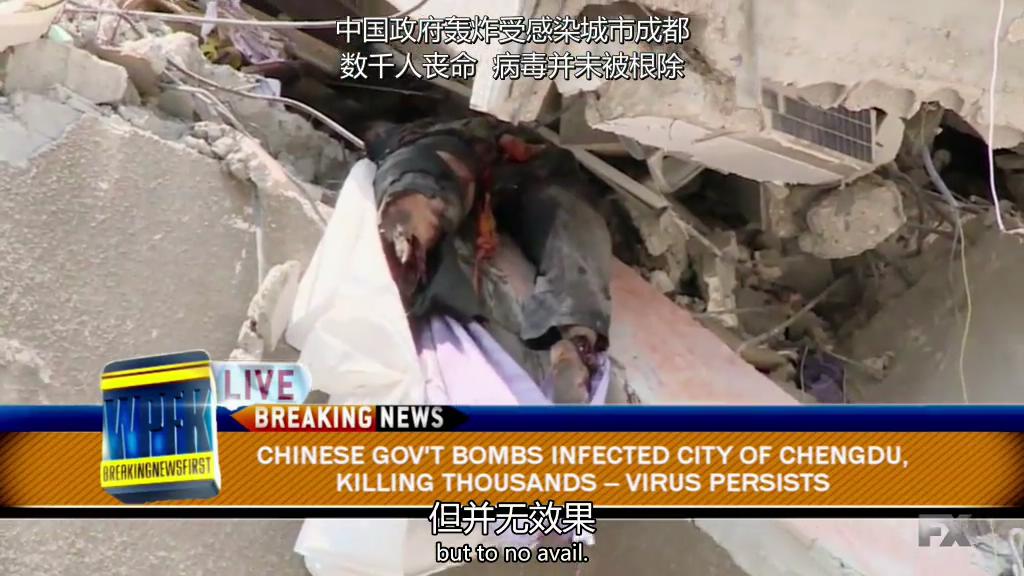 中国政府轰炸受感染城市成都
数千人丧命 病毒并未被根除
WPFK
BREAKINGNEWSFIRST
LIVE
BREAKING NEWS
CHINESE GOV'T BOMBS INFECTED CITY OF CHENGDU,
KILLING THOUSANDS – VIRUS PERSISTS
但并无效果
but to no avail.
FX